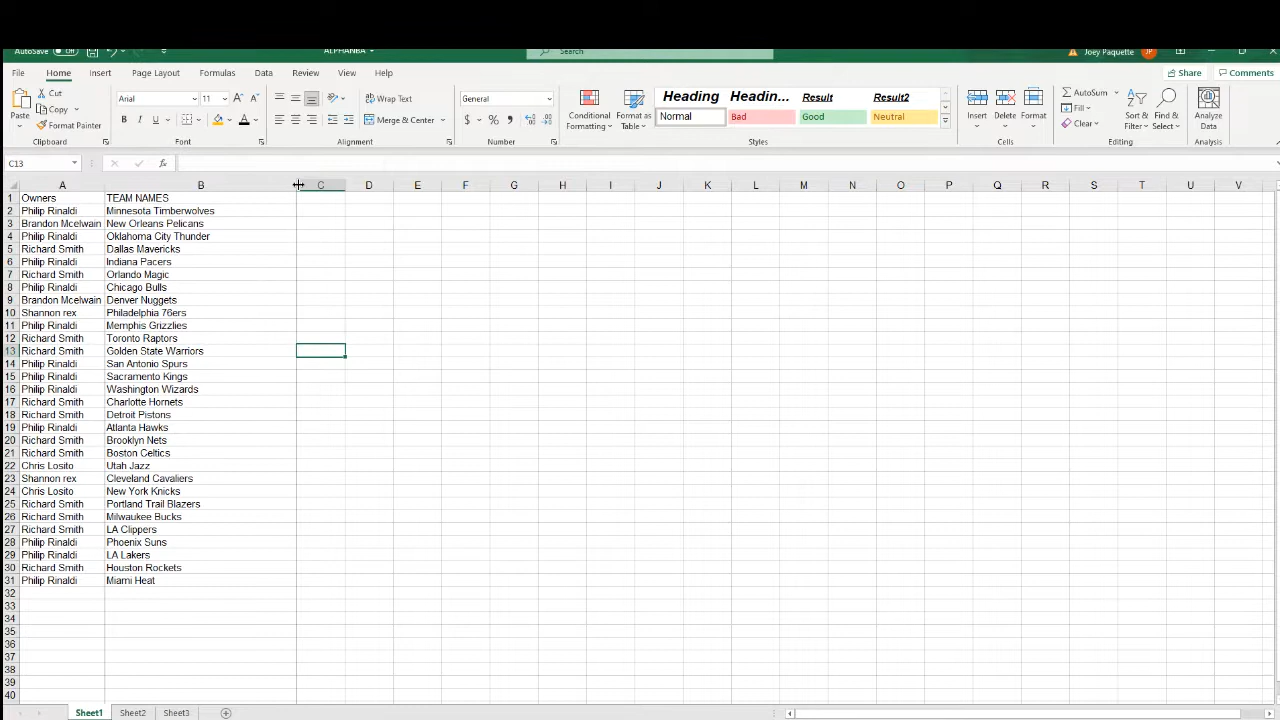 AutoSave Off ALPHANBA Search Joey Paquette JP
File Home Insert Page Layout Formulas Data Review View Help Share Comments
Cut Arial 11 Wrap Text General Heading Headin... Result Result2 AutoSum
Copy Fill
Paste Format Painter B I U Merge & Center $ % Conditional Formatting Format as Table Normal Bad Good Neutral Insert Delete Format Clear Sort & Filter Find & Select Analyze Data
Clipboard Font Alignment Number Styles Cells Editing Analysis
C13 fx
A B C D E F G H I J K L M N O P Q R S T U V
1 Owners TEAM NAMES
2 Philip Rinaldi Minnesota Timberwolves
3 Brandon Mcelwain New Orleans Pelicans
4 Philip Rinaldi Oklahoma City Thunder
5 Richard Smith Dallas Mavericks
6 Philip Rinaldi Indiana Pacers
7 Richard Smith Orlando Magic
8 Philip Rinaldi Chicago Bulls
9 Brandon Mcelwain Denver Nuggets
10 Shannon rex Philadelphia 76ers
11 Philip Rinaldi Memphis Grizzlies
12 Richard Smith Toronto Raptors
13 Richard Smith Golden State Warriors
14 Philip Rinaldi San Antonio Spurs
15 Philip Rinaldi Sacramento Kings
16 Philip Rinaldi Washington Wizards
17 Richard Smith Charlotte Hornets
18 Richard Smith Detroit Pistons
19 Philip Rinaldi Atlanta Hawks
20 Richard Smith Brooklyn Nets
21 Richard Smith Boston Celtics
22 Chris Losito Utah Jazz
23 Shannon rex Cleveland Cavaliers
24 Chris Losito New York Knicks
25 Richard Smith Portland Trail Blazers
26 Richard Smith Milwaukee Bucks
27 Richard Smith LA Clippers
28 Philip Rinaldi Phoenix Suns
29 Philip Rinaldi LA Lakers
30 Richard Smith Houston Rockets
31 Philip Rinaldi Miami Heat
32
33
34
35
36
37
38
39
40
Sheet1 Sheet2 Sheet3